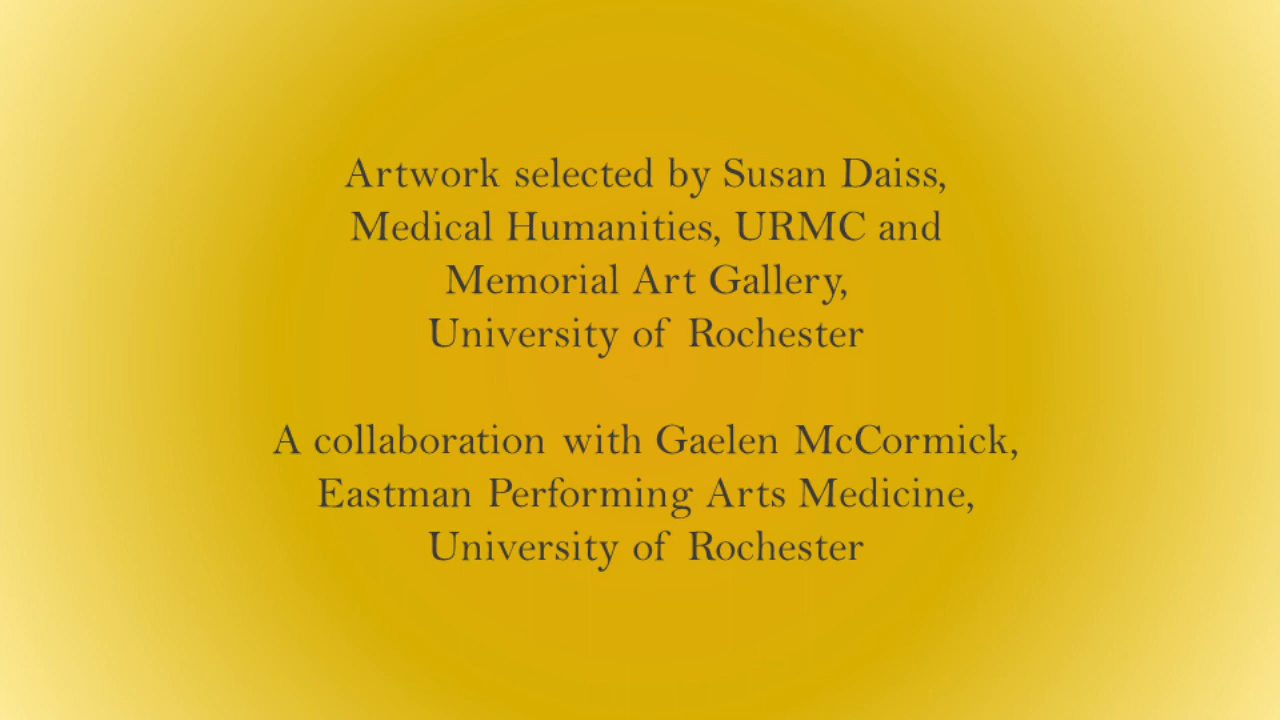 Artwork selected by Susan Daiss,
Medical Humanities, URMC and
Memorial Art Gallery,
University of Rochester
A collaboration with Gaelen McCormick,
Eastman Performing Arts Medicine,
University of Rochester